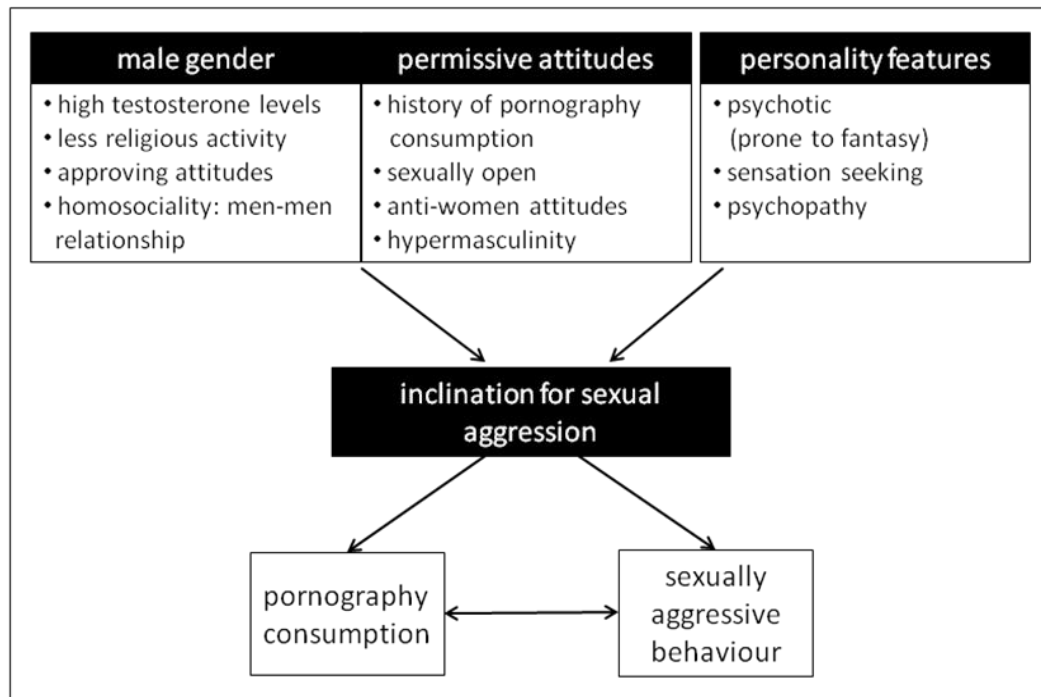 male gender
• high testosterone levels
• less religious activity
• approving attitudes
• homosociality: men-men
relationship
permissive attitudes
• history of pornography
consumption
• sexually open
• anti-women attitudes
• hypermasculinity
personality features
• psychotic
(prone to fantasy)
• sensation seeking
• psychopathy
inclination for sexual
aggression
pornography
consumption
sexually
aggressive
behaviour